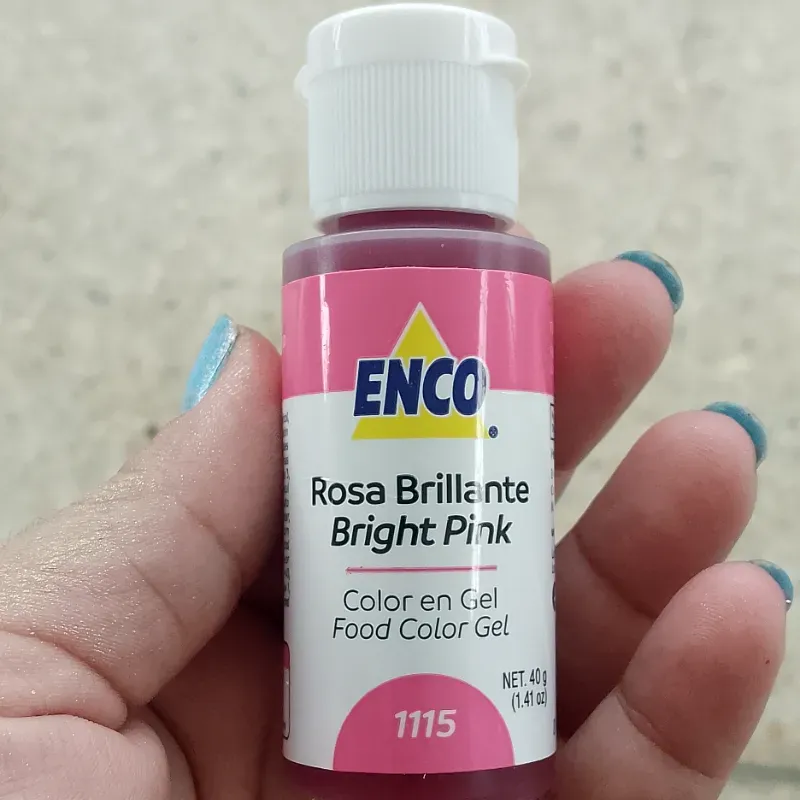 ENCO®
Rosa Brillante
Bright Pink
Color en Gel
Food Color Gel
NET. 40 g
(1.41 oz)
1115